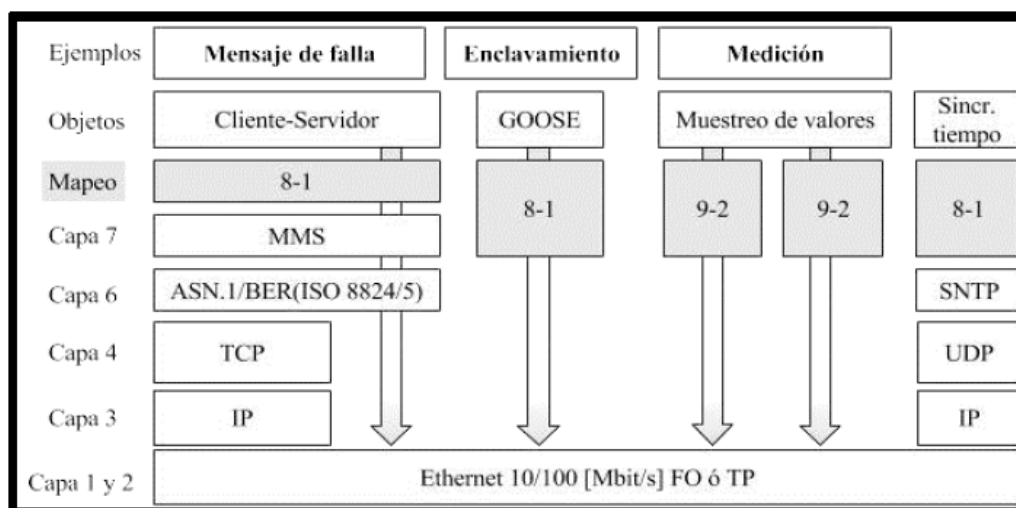 Ejemplos Mensaje de falla Enclavamiento Medición
Objetos Cliente-Servidor GOOSE Muestreo de valores Sincr.
tiempo
Mapeo 8-1 8-1 9-2 9-2 8-1
Capa 7 MMS
Capa 6 ASN.1/BER(ISO 8824/5) SNTP
Capa 4 TCP UDP
Capa 3 IP IP
Capa 1 y 2 Ethernet 10/100 [Mbit/s] FO ó TP